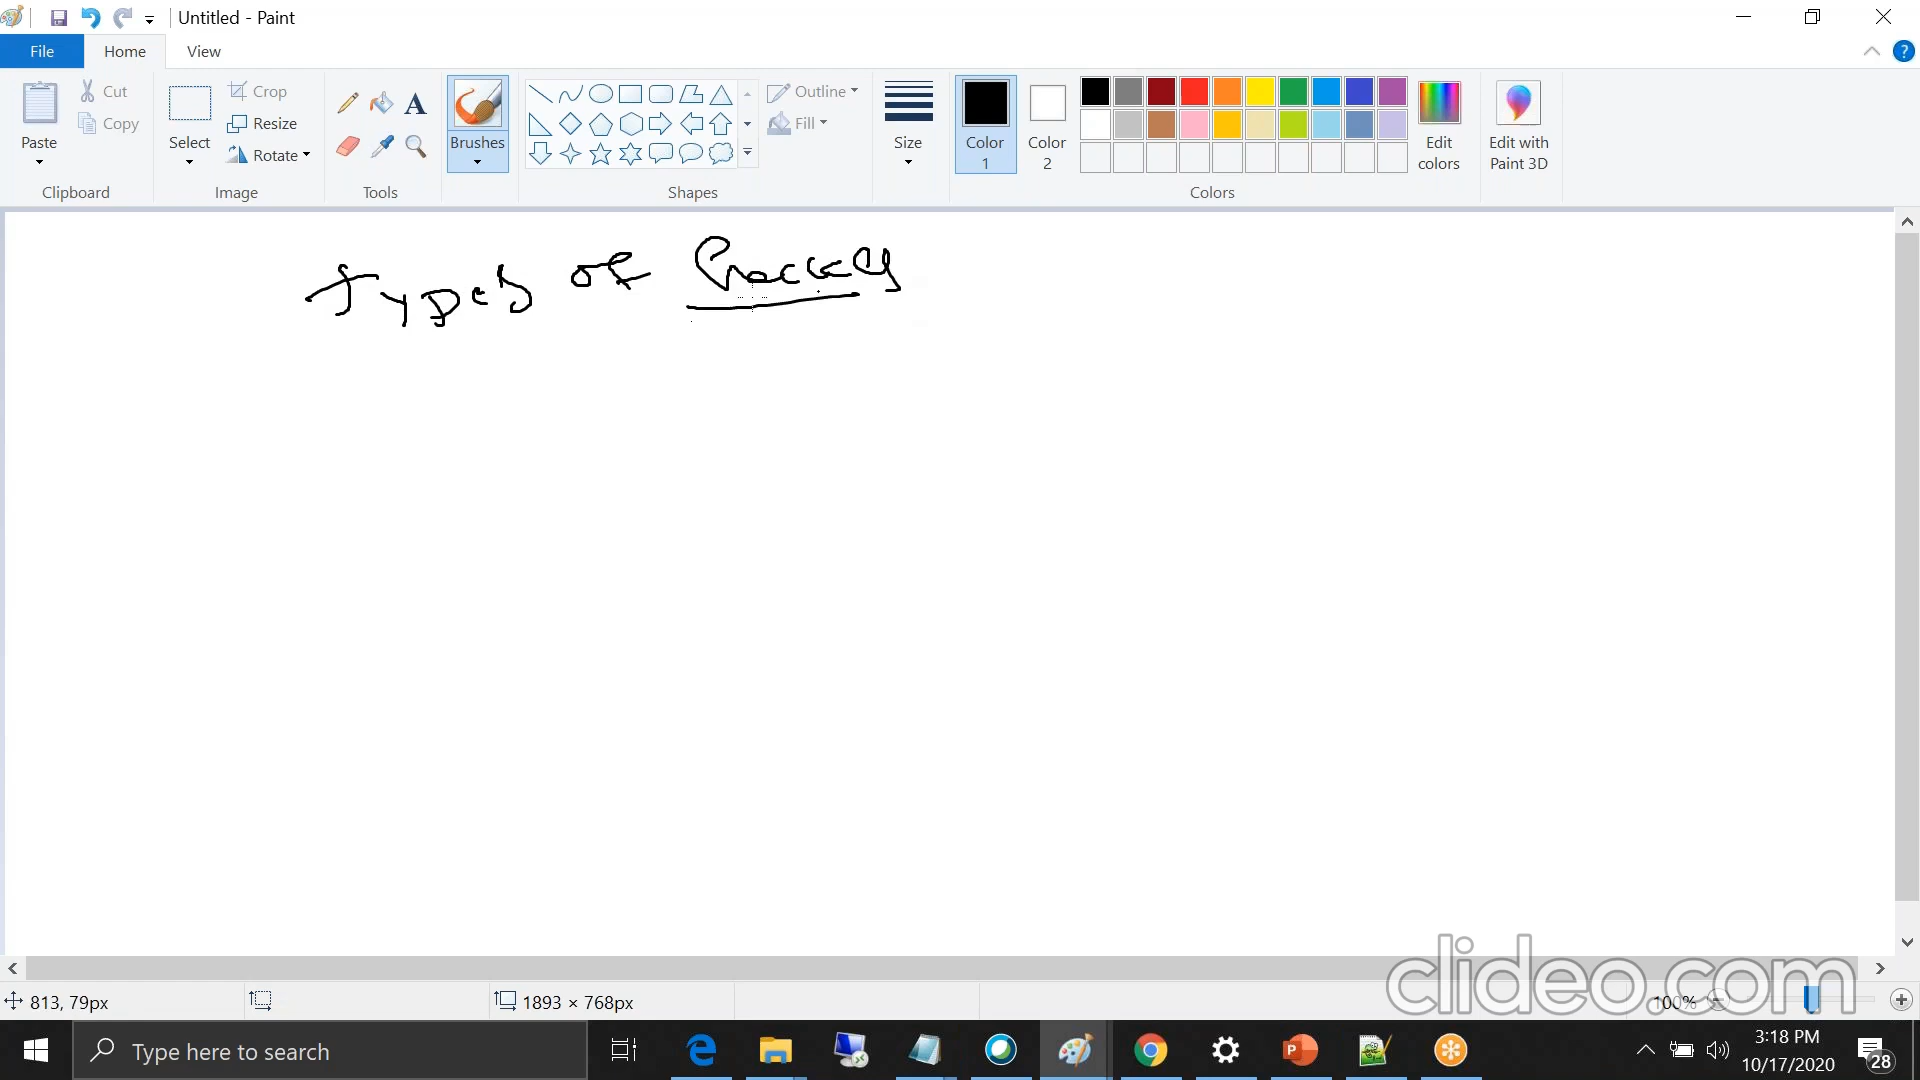 Untitled - Paint
File Home View
Paste
Cut
Copy
Clipboard
Select
Crop
Resize
Rotate
Image
Tools
Brushes
Shapes
Outline
Fill
Size
Color 1
Color 2
Colors
Edit colors
Edit with Paint 3D
Types of
813, 79px
1893 × 768px
100%
clideo.com
Type here to search
3:18 PM
10/17/2020
28